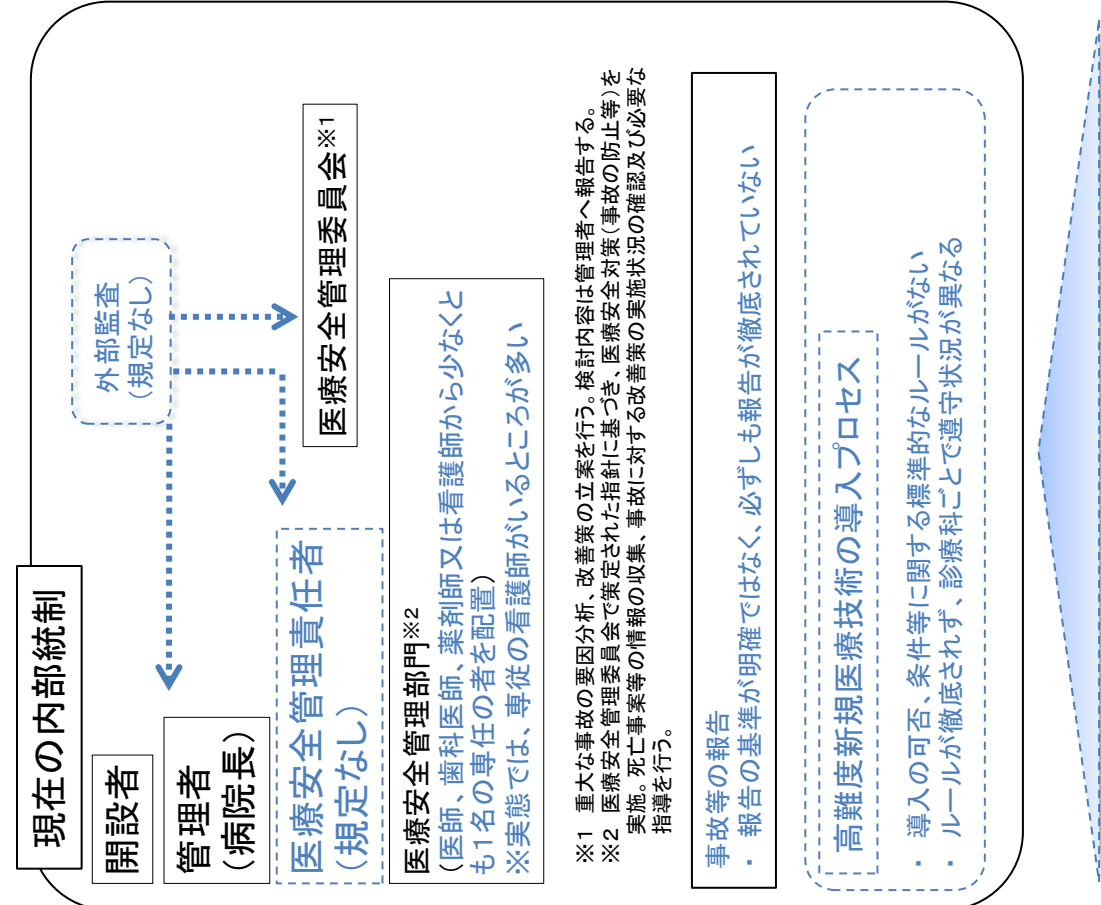 現在の内部統制
開設者
管理者
(病院長)
外部監査
(規定なし)
医療安全管理責任者
(規定なし)
医療安全管理委員会※1
医療安全管理部門※2
(医師、歯科医師、薬剤師又は看護師から少なくと
も1名の専任の者を配置)
※実態では、専従の看護師がいるところが多い
※1 重大な事故の要因分析、改善策の立案を行う。検討内容は管理者へ報告する。
※2 医療安全管理委員会で策定された指針に基づき、医療安全対策(事故の防止等)を
実施。死亡事案等の情報の収集、事故に対する改善策の実施状況の確認及び必要な
指導を行う。
事故等の報告
・ 報告の基準が明確ではなく、必ずしも報告が徹底されていない
高難度新規医療技術の導入プロセス
・ 導入の可否、条件等に関する標準的なルールがない
・ ルールが徹底されず、診療科ごとで遵守状況が異なる